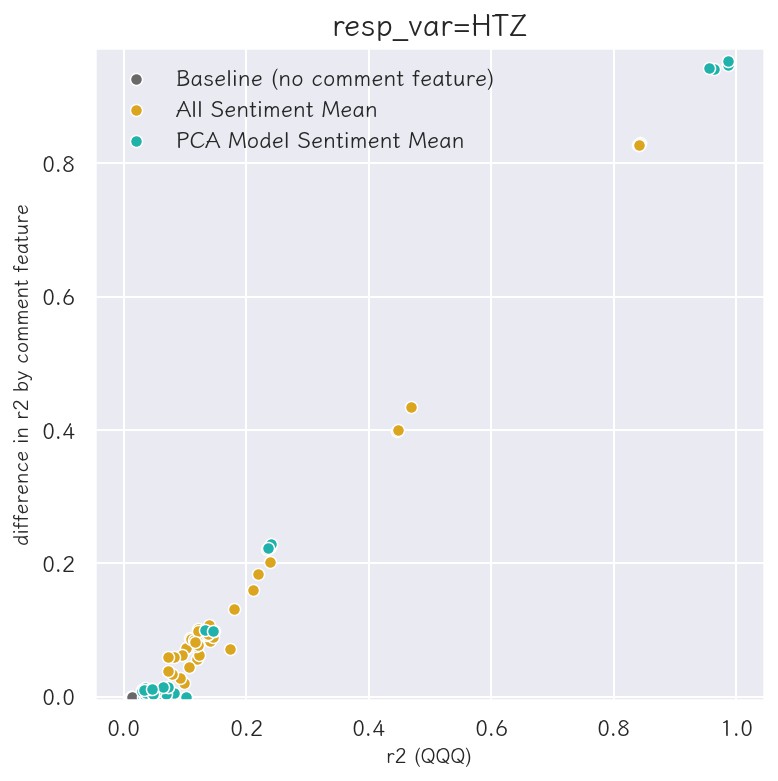 resp_var=HTZ
Baseline (no comment feature)
All Sentiment Mean
PCA Model Sentiment Mean
difference in r2 by comment feature
0.8
0.6
0.4
0.2
0.0
0.0 0.2 0.4 0.6 0.8 1.0
r2 (QQQ)